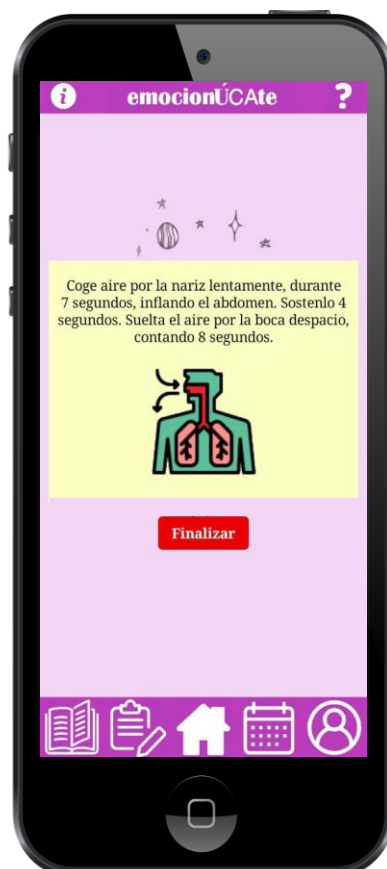 emocionÚCAte
Coge aire por la nariz lentamente, durante
7 segundos, inflando el abdomen. Sostenlo 4
segundos. Suelta el aire por la boca despacio,
contando 8 segundos.
Finalizar